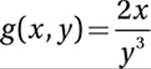 g(x, y) = 2x/y³